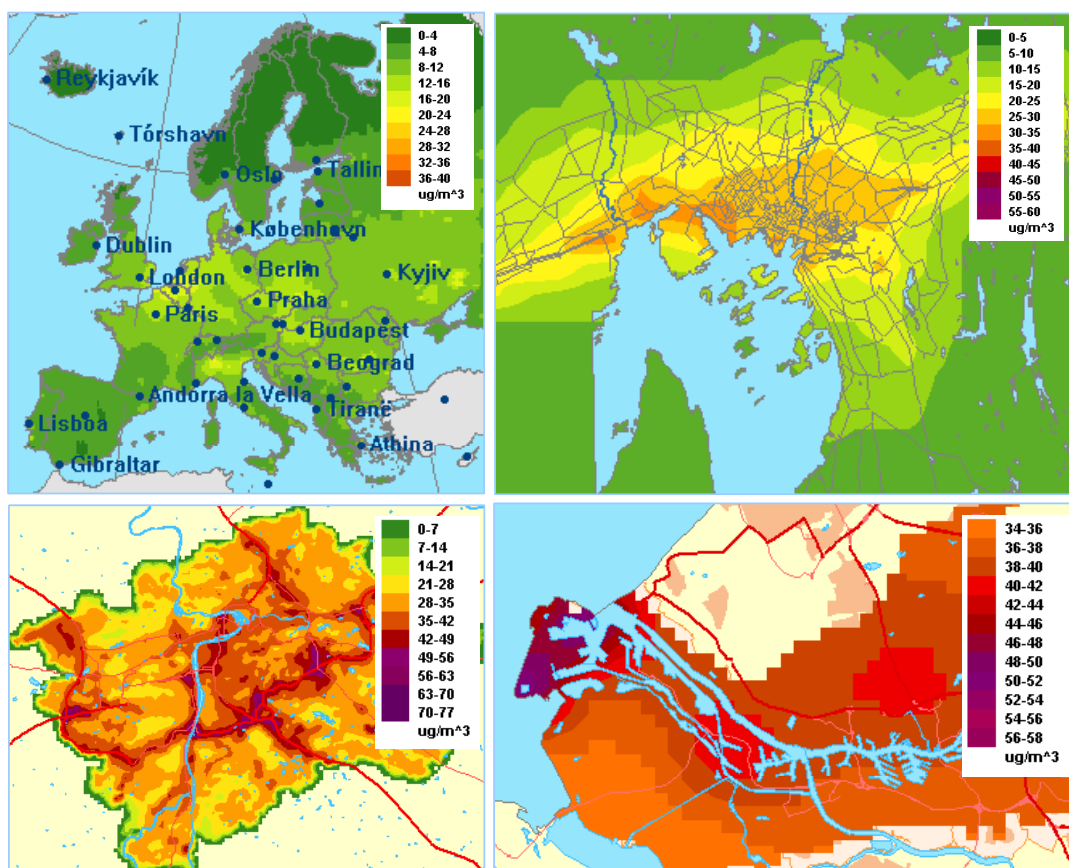 0-4
4-8
8-12
12-16
16-20
20-24
24-28
28-32
32-36
36-40
ug/m^3
Reykjavík
Tórshavn
Oslo
Tallin
Dublin
København
London
Berlin
Kyjiv
Praha
Paris
Budapest
Beograd
Andorra la Vella
Tiranë
Lisboa
Athina
Gibraltar
0-5
5-10
10-15
15-20
20-25
25-30
30-35
35-40
40-45
45-50
50-55
55-60
ug/m^3
0-7
7-14
14-21
21-28
28-35
35-42
42-49
49-56
56-63
63-70
70-77
ug/m^3
34-36
36-38
38-40
40-42
42-44
44-46
46-48
48-50
50-52
52-54
54-56
56-58
ug/m^3